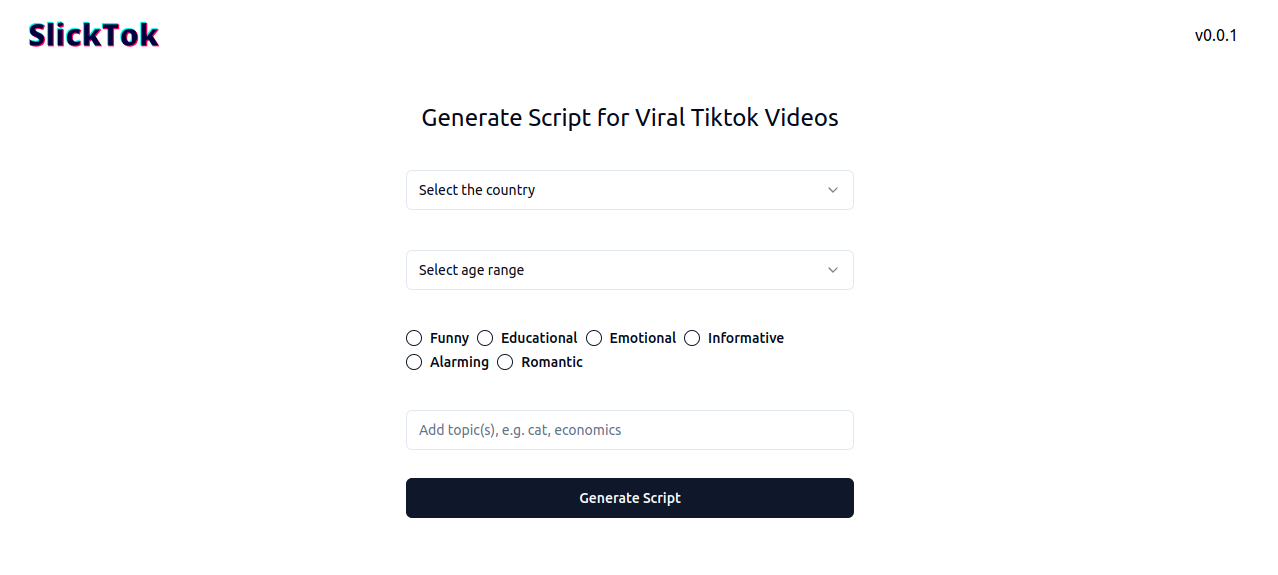 SlickTok
v0.0.1
Generate Script for Viral Tiktok Videos
Select the country
Select age range
Funny Educational Emotional Informative
Alarming Romantic
Add topic(s), e.g. cat, economics
Generate Script